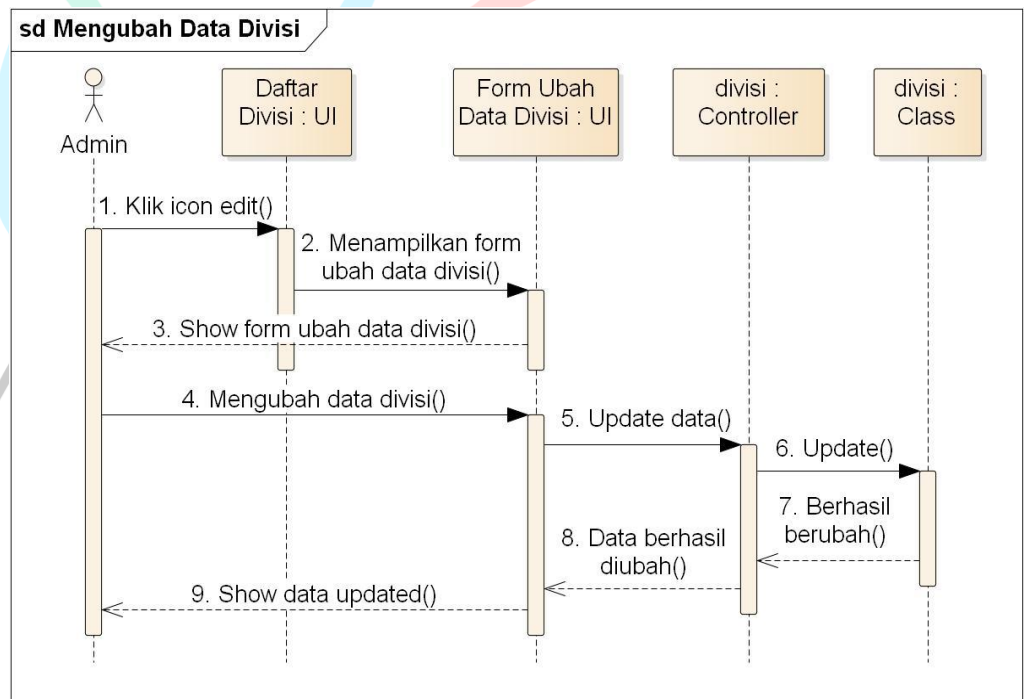 sd Mengubah Data Divisi
Admin
Daftar
Divisi : UI
Form Ubah
Data Divisi : UI
divisi :
Controller
divisi :
Class
1. Klik icon edit()
2. Menampilkan form
ubah data divisi()
3. Show form ubah data divisi()
4. Mengubah data divisi()
5. Update data()
6. Update()
7. Berhasil
berubah()
8. Data berhasil
diubah()
9. Show data updated()